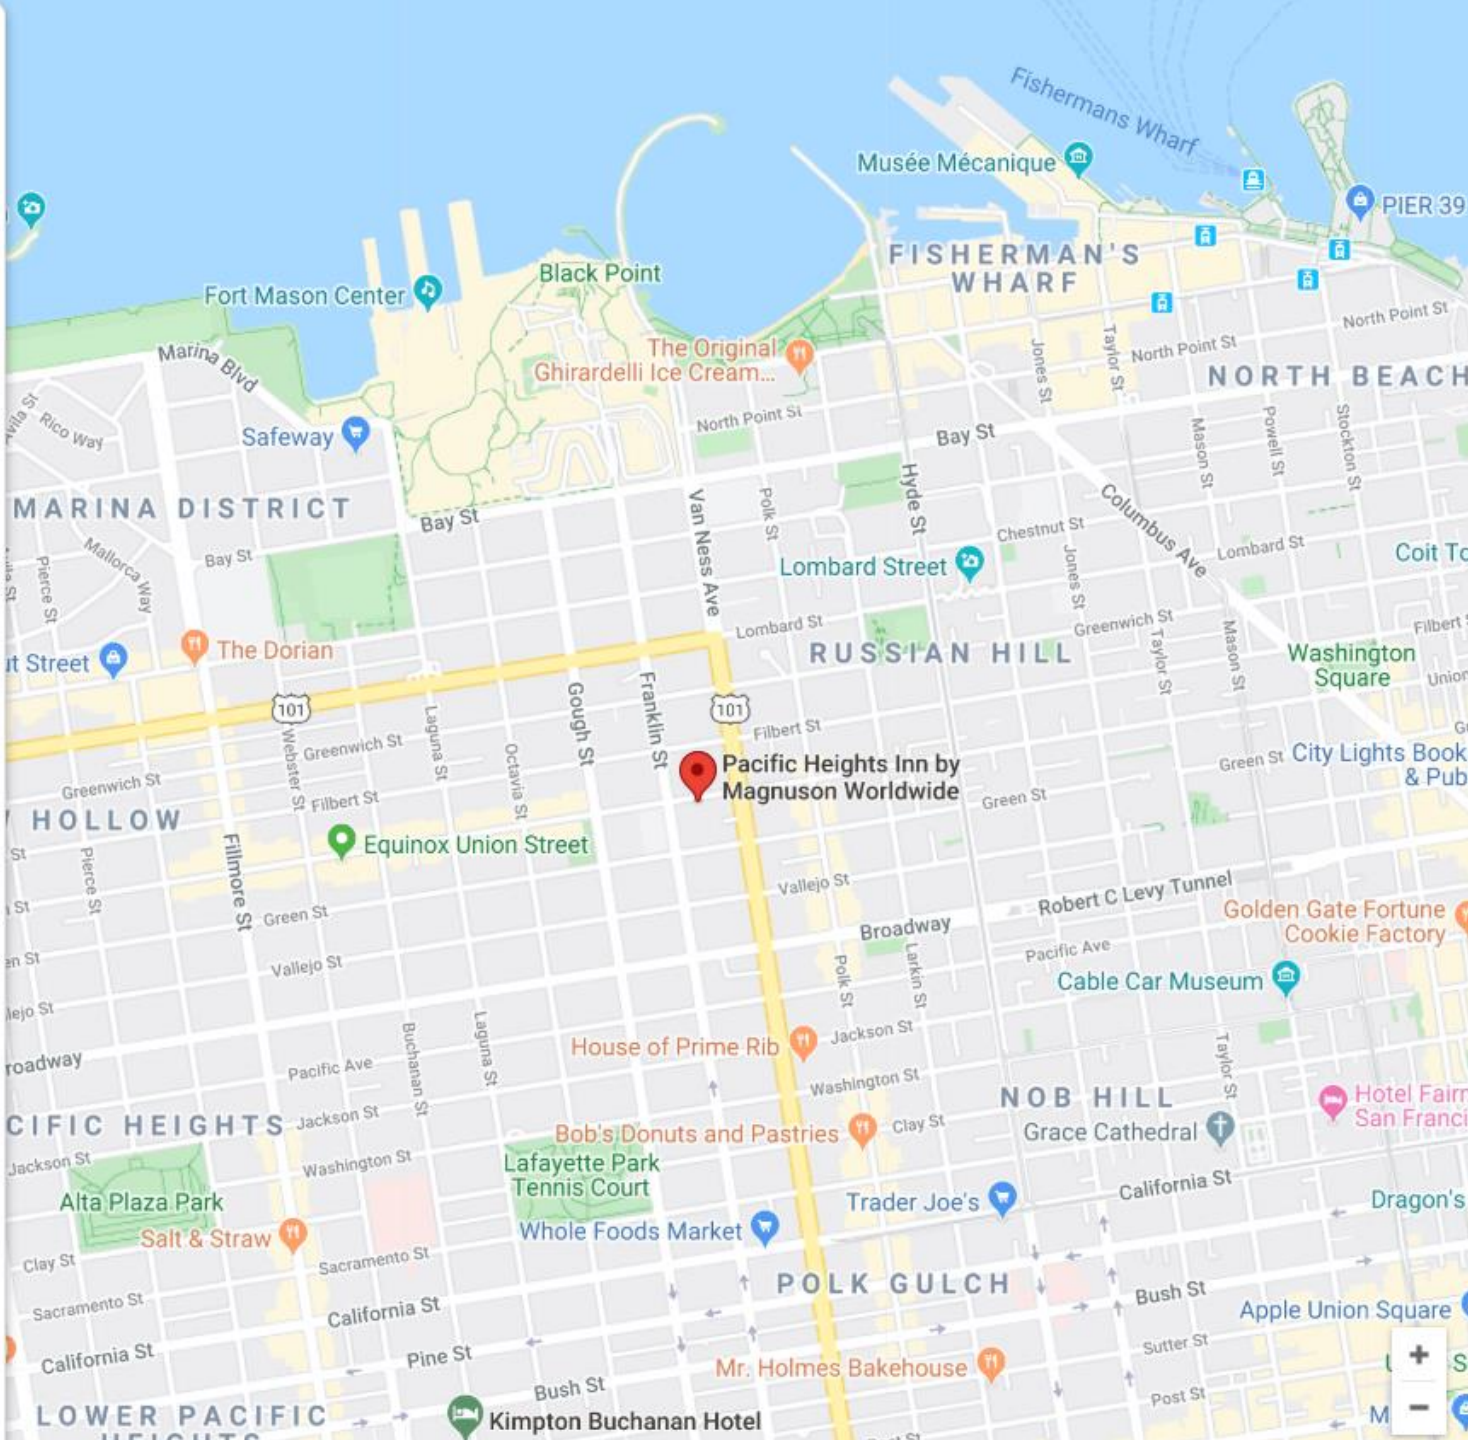 Fishermans Wharf
Musée Mécanique
PIER 39
FISHERMAN'S
WHARF
Black Point
Fort Mason Center
North Point St
Marina Blvd
The Original
Ghirardelli Ice Cream...
Jones St
Taylor St
North Point St
NORTH BEACH
Rico Way
North Point St
Safeway
Bay St
Mason St
Powell St
Stockton St
MARINA DISTRICT
Bay St
Van Ness Ave
Polk St
Hyde St
Chestnut St
Columbus Ave
Lombard St
Coit To
Mallorca Way
Bay St
Pierce St
Lombard Street
Jones St
The Dorian
ut Street
Lombard St
RUSSIAN HILL
Greenwich St
Taylor St
Mason St
Filbert
Washington
Square
Union
101
101
Gough St
Franklin St
Laguna St
Octavia St
Webster St
Greenwich St
Filbert St
Greenwich St
Filbert St
Pacific Heights Inn by
Magnuson Worldwide
Green St
Green St
City Lights Book
& Pub
HOLLOW
Equinox Union Street
St
Pierce St
Fillmore St
Vallejo St
Robert C Levy Tunnel
Green St
Broadway
Golden Gate Fortune
Cookie Factory
Pacific Ave
Vallejo St
en St
Polk St
Larkin St
Cable Car Museum
lejo St
Jackson St
House of Prime Rib
roadway
Buchanan St
Laguna St
Pacific Ave
Taylor St
Washington St
NOB HILL
Hotel Fairm
San Franci
CIFIC HEIGHTS
Jackson St
Bob's Donuts and Pastries
Clay St
Grace Cathedral
Jackson St
Washington St
Lafayette Park
Tennis Court
California St
Alta Plaza Park
Trader Joe's
Dragon's
Salt & Straw
Whole Foods Market
Clay St
Sacramento St
POLK GULCH
Bush St
Sacramento St
California St
Apple Union Square
California St
Pine St
Sutter St
Mr. Holmes Bakehouse
Bush St
Post St
LOWER PACIFIC
HEIGHTS
Kimpton Buchanan Hotel